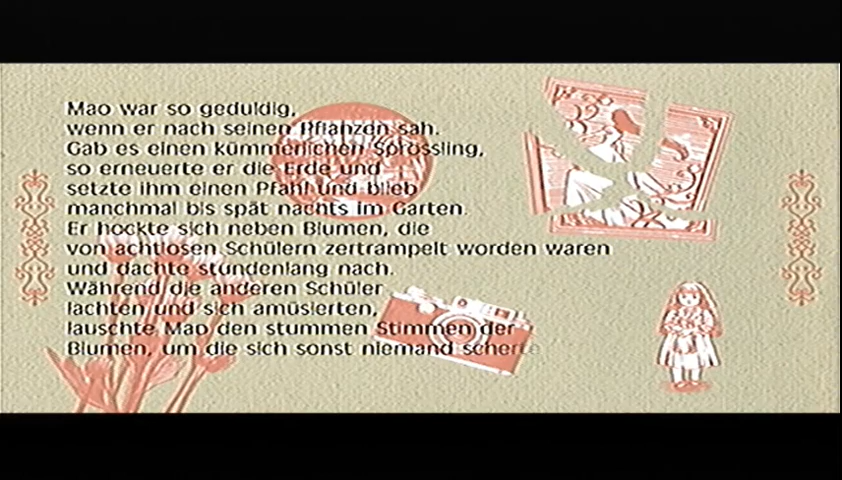 Mao war so geduldig,
wenn er nach seinen Pflanzen sah.
Gab es einen kümmerlichen Sprössling,
so erneuerte er die Erde und
setzte ihm einen Pfahl und blieb
manchmal bis spät nachts im Garten.
Er hockte sich neben Blumen, die
von achtlosen Schülern zertrampelt worden waren
und dachte stundenlang nach.
Während die anderen Schüler
lachten und sich amüsierten,
lauschte Mao den stummen Stimmen der
Blumen, um die sich sonst niemand scherte